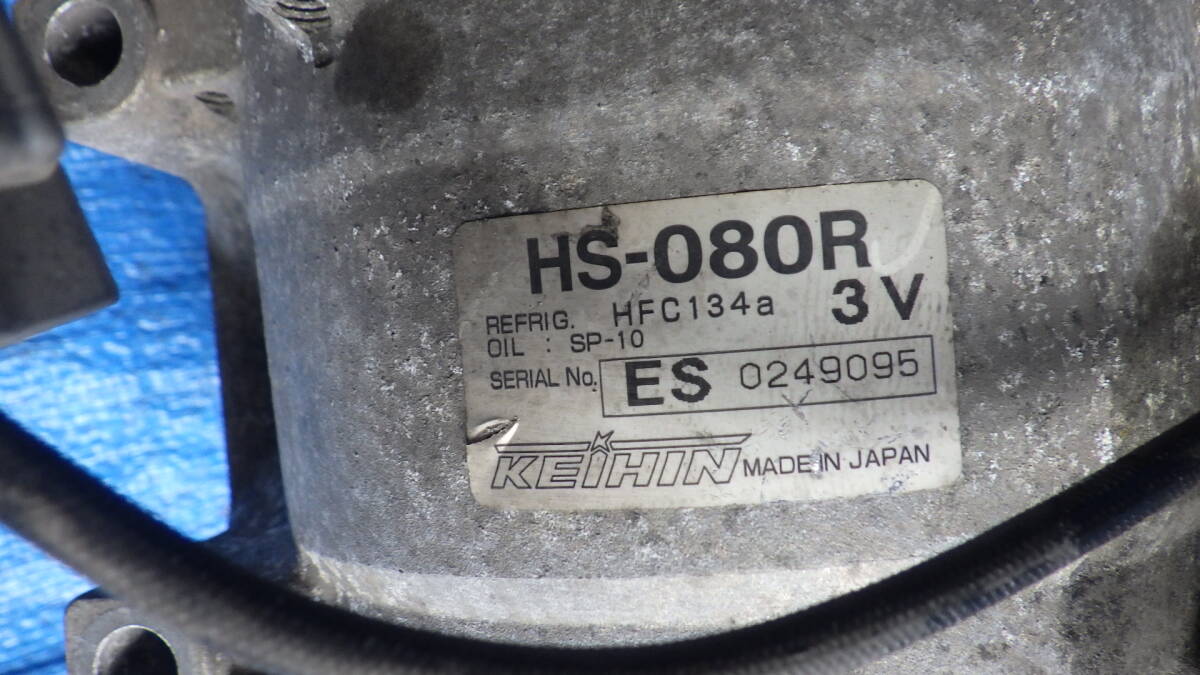 HS-080R
REFRIG. HFC134a 3V
OIL : SP-10
SERIAL No. ES 0249095
KEIHIN MADE IN JAPAN